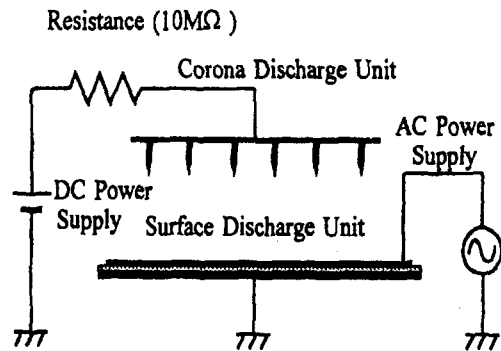 Resistance (10MΩ )
Corona Discharge Unit
AC Power
Supply
DC Power
Supply
Surface Discharge Unit